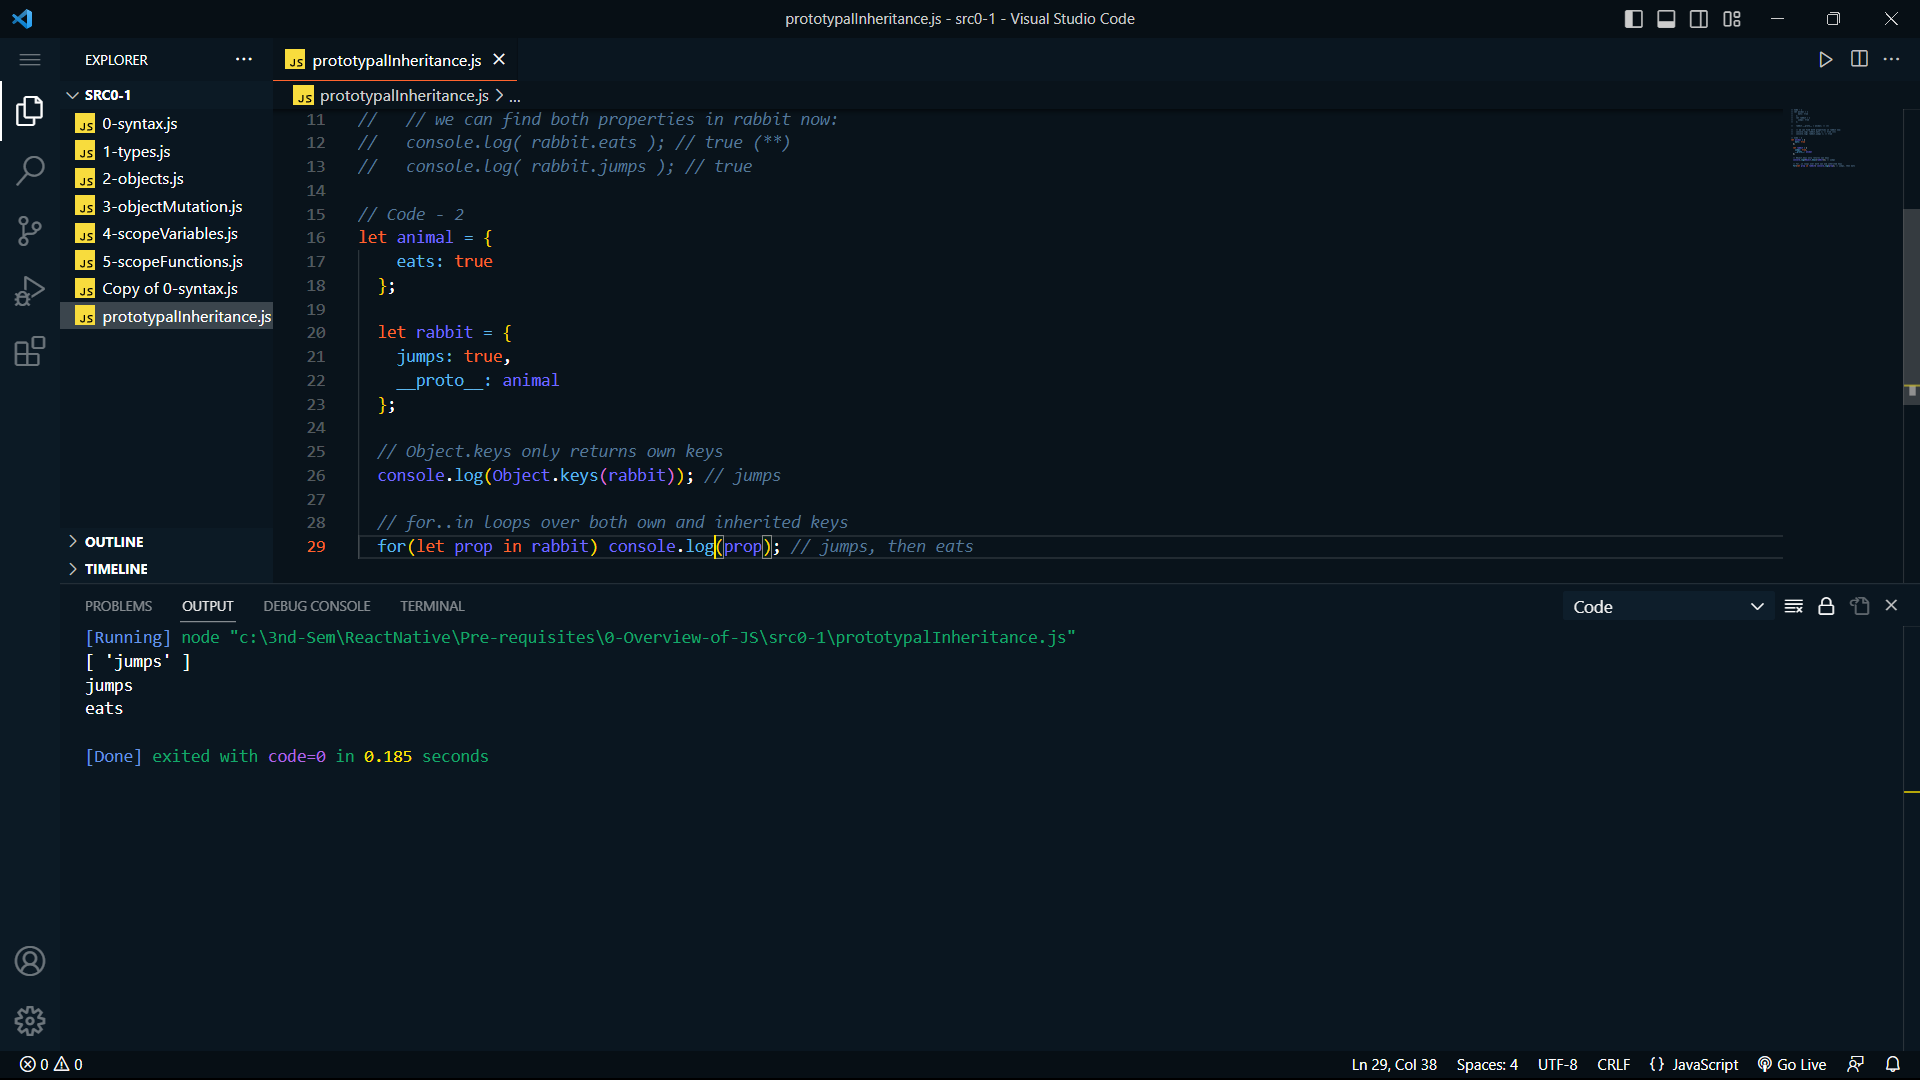 prototypalInheritance.js - src0-1 - Visual Studio Code
EXPLORER
SRC0-1
0-syntax.js
1-types.js
2-objects.js
3-objectMutation.js
4-scopeVariables.js
5-scopeFunctions.js
Copy of 0-syntax.js
prototypalInheritance.js
OUTLINE
TIMELINE
prototypalInheritance.js
prototypalInheritance.js > ...
11 //   // we can find both properties in rabbit now:
12 //   console.log( rabbit.eats ); // true (**)
13 //   console.log( rabbit.jumps ); // true
14
15 // Code - 2
16 let animal = {
17     eats: true
18   };
19
20   let rabbit = {
21     jumps: true,
22     __proto__: animal
23   };
24
25   // Object.keys only returns own keys
26   console.log(Object.keys(rabbit)); // jumps
27
28   // for..in loops over both own and inherited keys
29   for(let prop in rabbit) console.log(prop); // jumps, then eats
PROBLEMS OUTPUT DEBUG CONSOLE TERMINAL Code
[Running] node "c:\3nd-Sem\ReactNative\Pre-requisites\0-Overview-of-JS\src0-1\prototypalInheritance.js"
[ 'jumps' ]
jumps
eats
[Done] exited with code=0 in 0.185 seconds
0 0 Ln 29, Col 38 Spaces: 4 UTF-8 CRLF {} JavaScript Go Live